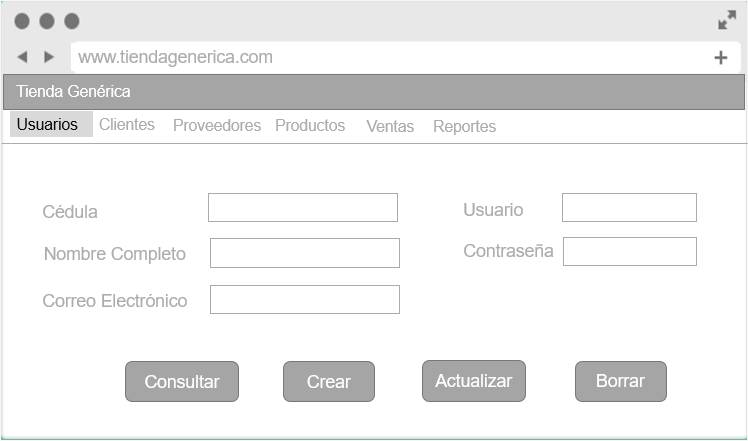 www.tiendagenerica.com
Tienda Genérica
Usuarios Clientes Proveedores Productos Ventas Reportes
Cédula Usuario
Nombre Completo Contraseña
Correo Electrónico
Consultar Crear Actualizar Borrar